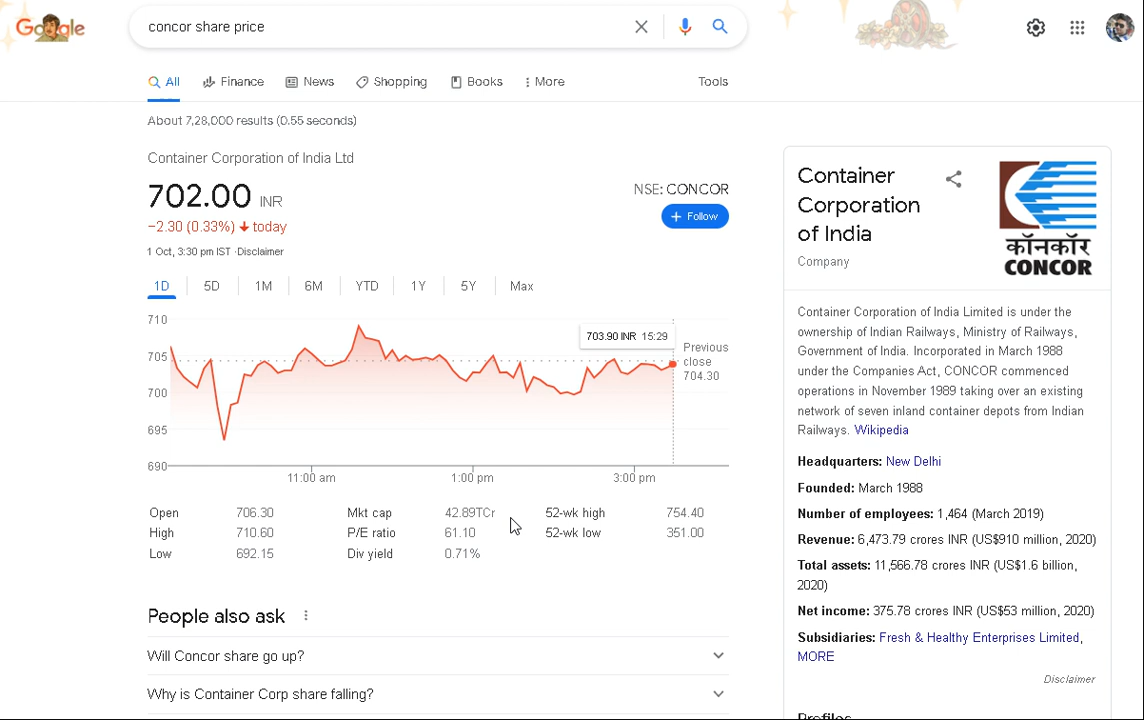 Google
concor share price
All Finance News Shopping Books More Tools
About 7,28,000 results (0.55 seconds)
Container Corporation of India Ltd
702.00 INR
−2.30 (0.33%) today
1 Oct, 3:30 pm IST · Disclaimer
NSE: CONCOR
+ Follow
1D 5D 1M 6M YTD 1Y 5Y Max
710
705
700
695
690
703.90 INR 15:29
Previous
close
704.30
11:00 am 1:00 pm 3:00 pm
Open 706.30 Mkt cap 42.89TCr 52-wk high 754.40
High 710.60 P/E ratio 61.10 52-wk low 351.00
Low 692.15 Div yield 0.71%
People also ask
Will Concor share go up?
Why is Container Corp share falling?
Container
Corporation
of India
Company
कॉनकॉर
CONCOR
Container Corporation of India Limited is under the
ownership of Indian Railways, Ministry of Railways,
Government of India. Incorporated in March 1988
under the Companies Act, CONCOR commenced
operations in November 1989 taking over an existing
network of seven inland container depots from Indian
Railways. Wikipedia
Headquarters: New Delhi
Founded: March 1988
Number of employees: 1,464 (March 2019)
Revenue: 6,473.79 crores INR (US$910 million, 2020)
Total assets: 11,566.78 crores INR (US$1.6 billion,
2020)
Net income: 375.78 crores INR (US$53 million, 2020)
Subsidiaries: Fresh & Healthy Enterprises Limited,
MORE
Disclaimer
Profiles